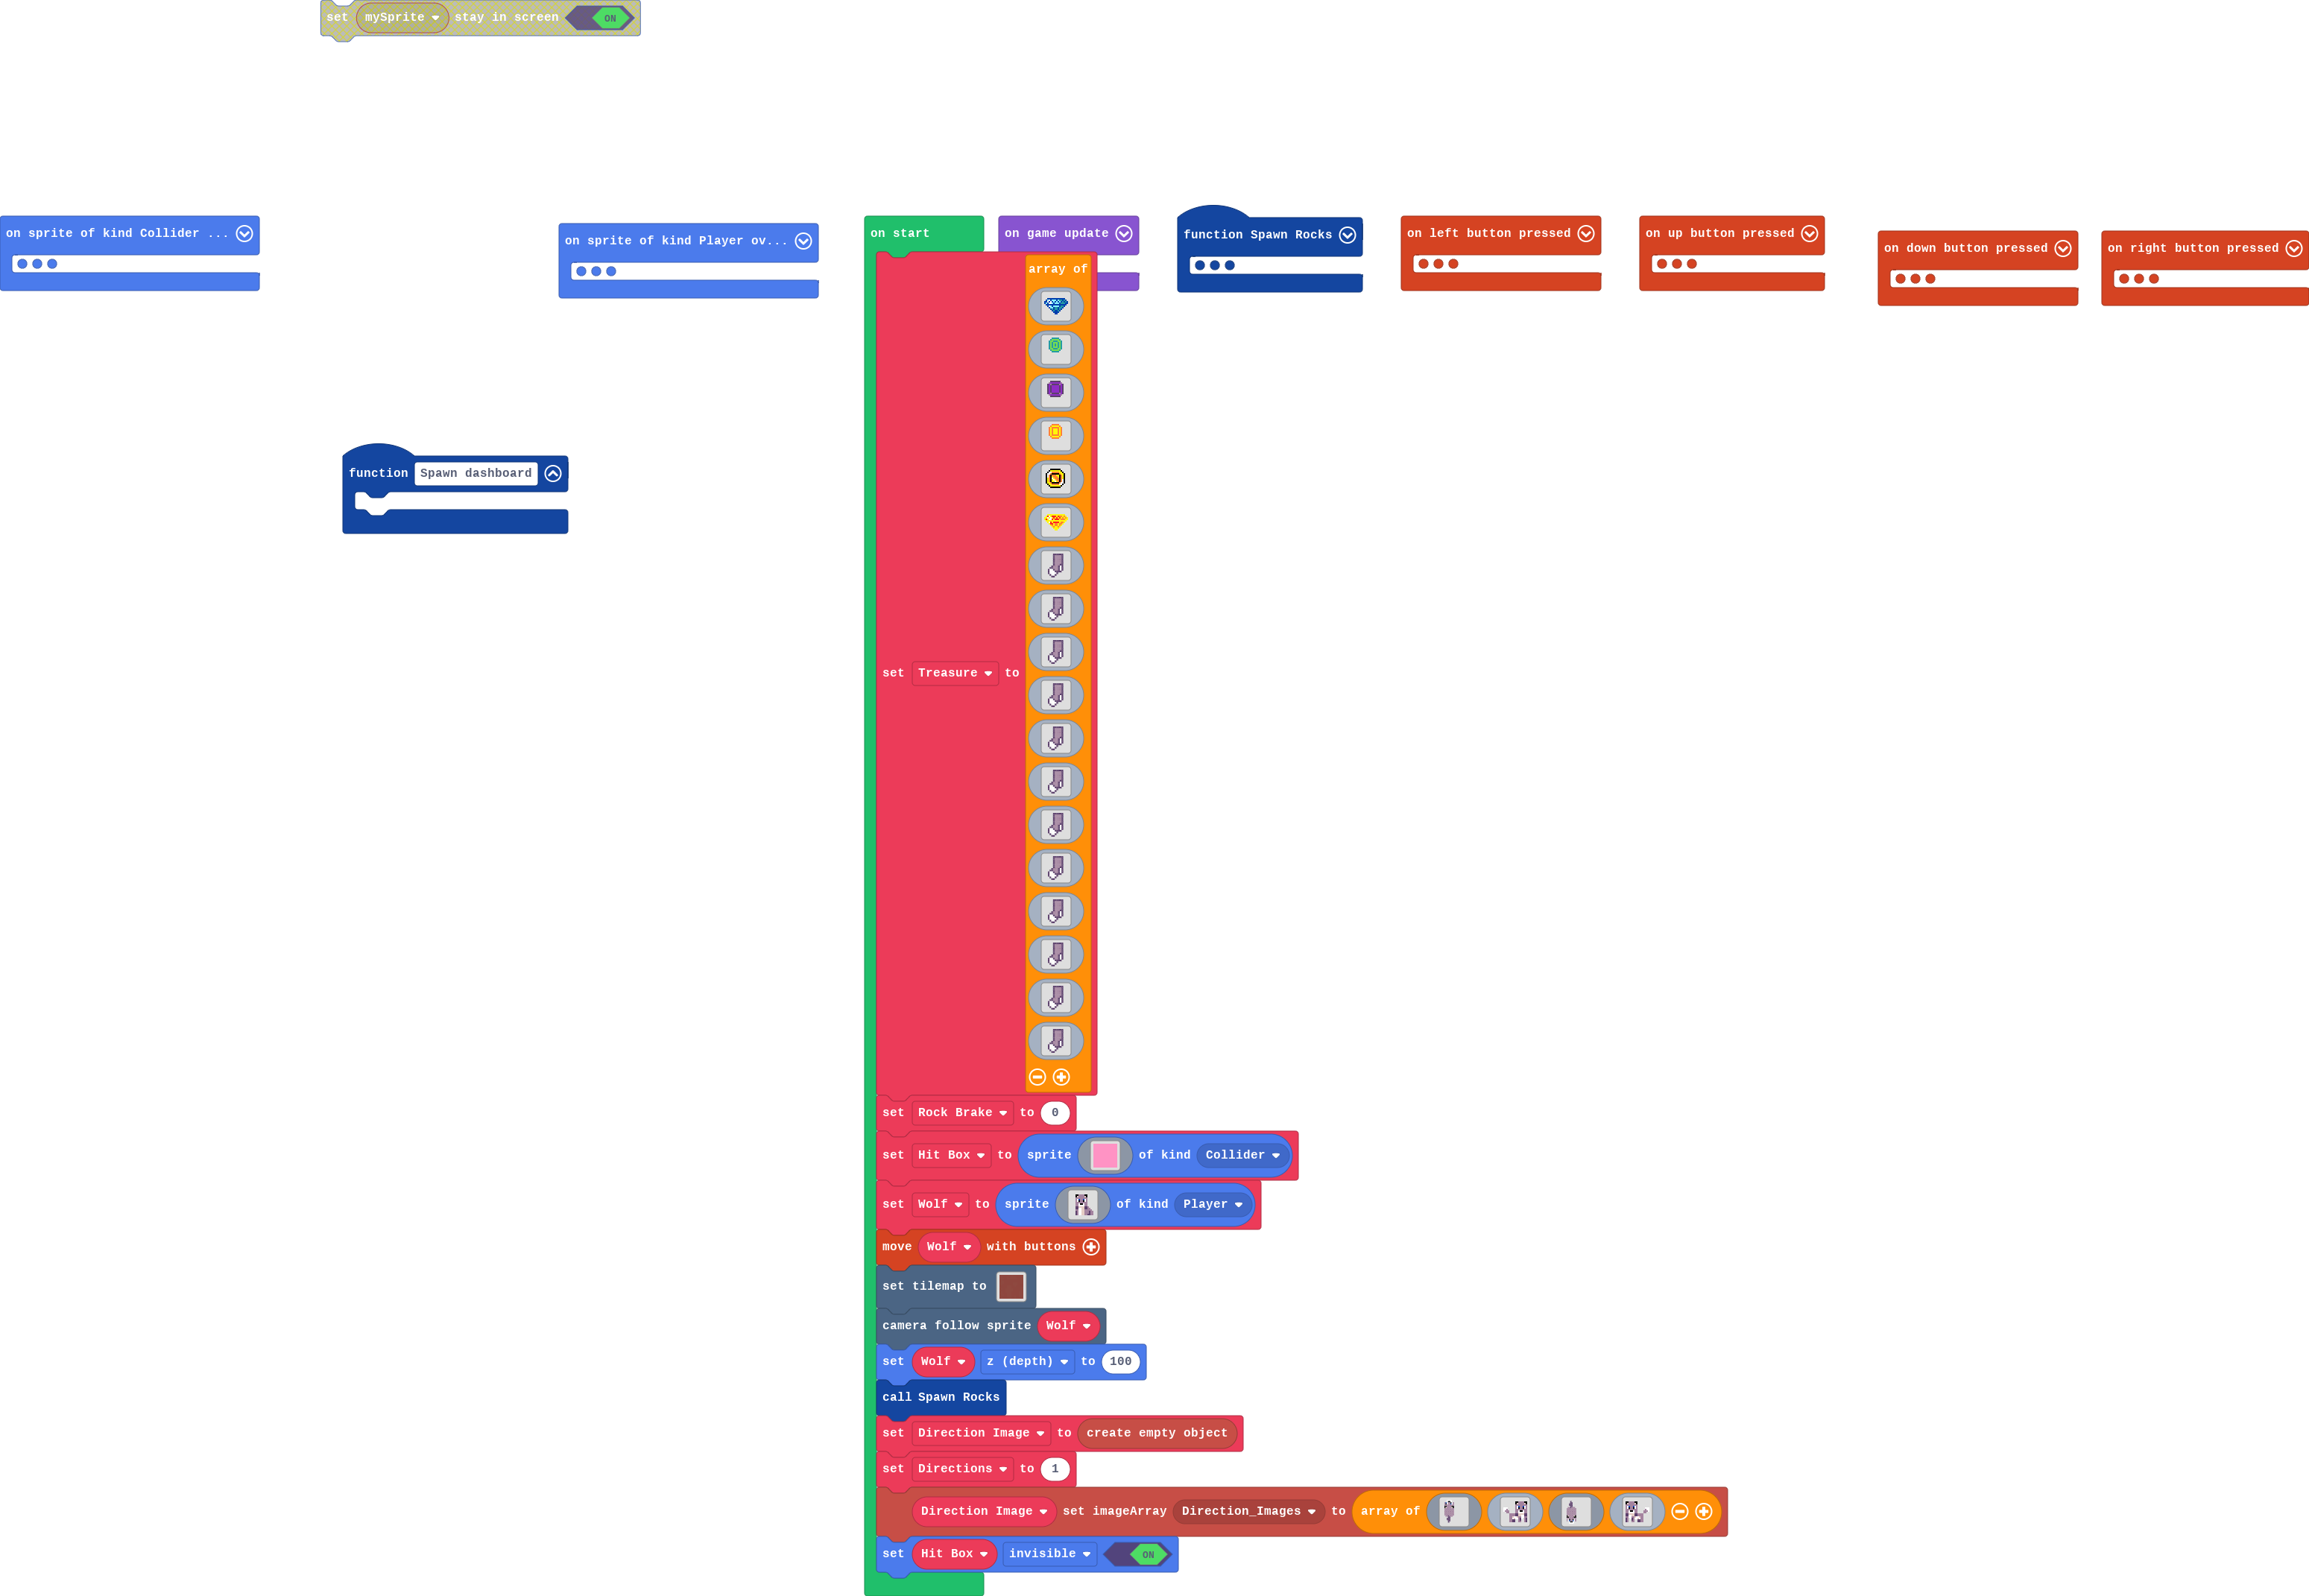 set mySprite stay in screen ON
on sprite of kind Collider ...
on sprite of kind Player ov...
on start
on game update
function Spawn Rocks
on left button pressed
on up button pressed
on down button pressed
on right button pressed
function Spawn dashboard
set Treasure to array of
set Rock Brake to 0
set Hit Box to sprite of kind Collider
set Wolf to sprite of kind Player
move Wolf with buttons
set tilemap to
camera follow sprite Wolf
set Wolf z (depth) to 100
call Spawn Rocks
set Direction Image to create empty object
set Directions to 1
Direction Image set imageArray Direction_Images to array of
set Hit Box invisible ON